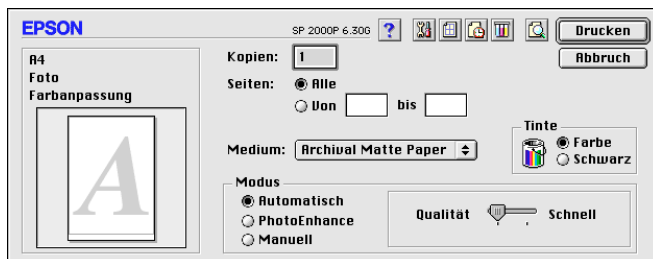 EPSON
SP 2000P 6.30G
?
Drucken
Abbruch
A4
Foto
Farbanpassung
A
Kopien: 1
Seiten: Alle
Von bis
Medium: Archival Matte Paper
Tinte
Farbe
Schwarz
Modus
Automatisch
PhotoEnhance
Manuell
Qualität Schnell